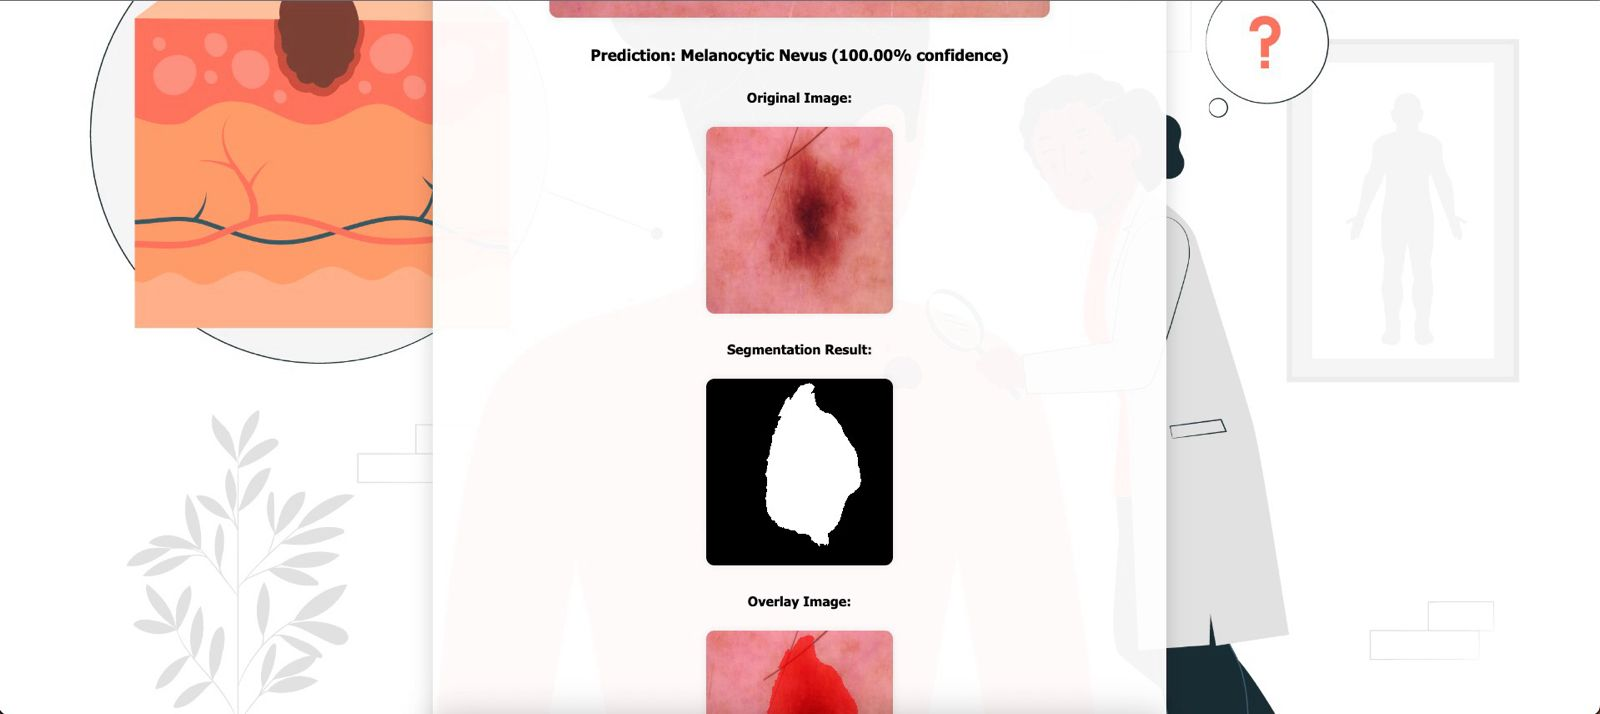 Prediction: Melanocytic Nevus (100.00% confidence)
Original Image:
Segmentation Result:
Overlay Image:
?